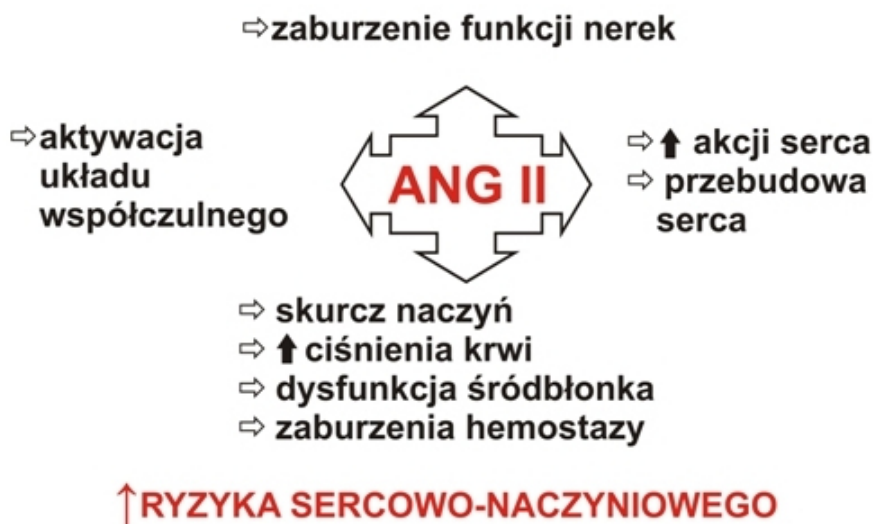 ⇨zaburzenie funkcji nerek
⇨aktywacja
układu
współczulnego
ANG II
⇨ ⬆ akcji serca
⇨ przebudowa
serca
⇨ skurcz naczyń
⇨ ⬆ ciśnienia krwi
⇨ dysfunkcja śródbłonka
⇨ zaburzenia hemostazy
↑RYZYKA SERCOWO-NACZYNIOWEGO